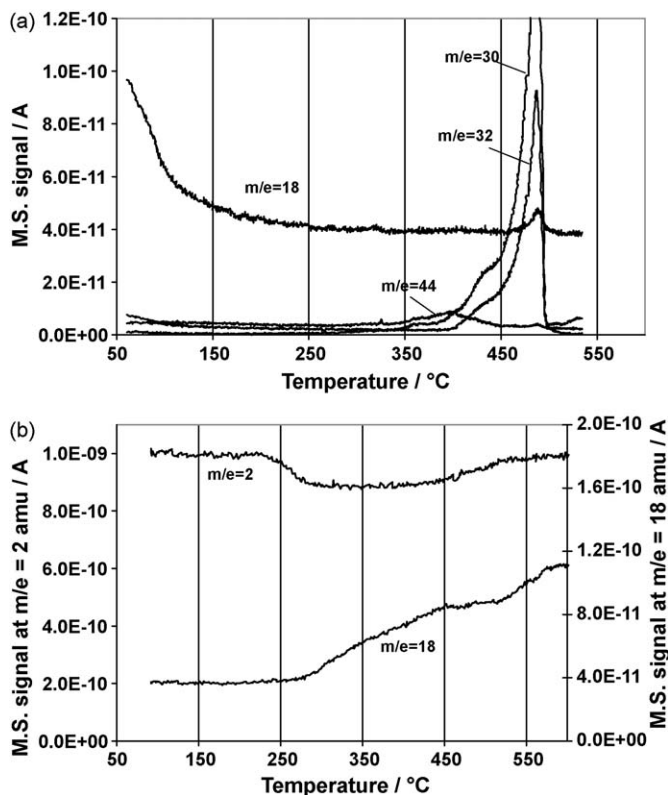 (a)
1.2E-10
1.0E-10
8.0E-11
6.0E-11
4.0E-11
2.0E-11
0.0E+00
M.S. signal / A
m/e=30
m/e=32
m/e=18
m/e=44
50 150 250 350 450 550
Temperature / °C
(b)
1.0E-09
8.0E-10
6.0E-10
4.0E-10
2.0E-10
0.0E+00
M.S. signal at m/e = 2 amu / A
m/e=2
m/e=18
2.0E-10
1.6E-10
1.2E-10
8.0E-11
4.0E-11
0.0E+00
M.S. signal at m/e = 18 amu / A
50 150 250 350 450 550
Temperature / °C